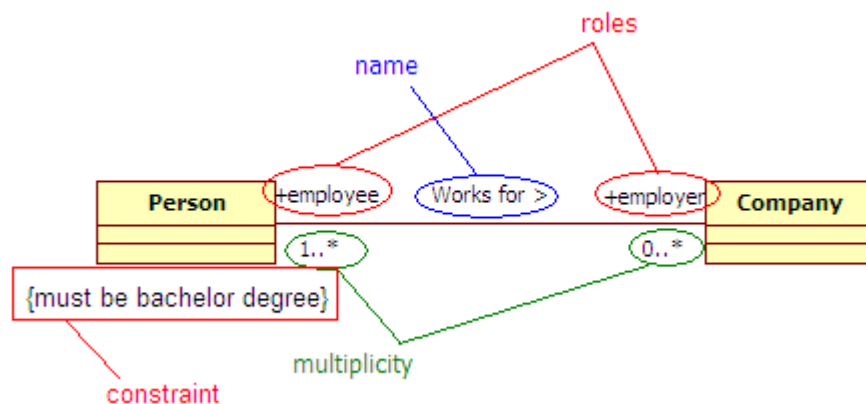 roles
name
+employee
Works for >
+employer
Person
Company
1..*
0..*
{must be bachelor degree}
multiplicity
constraint